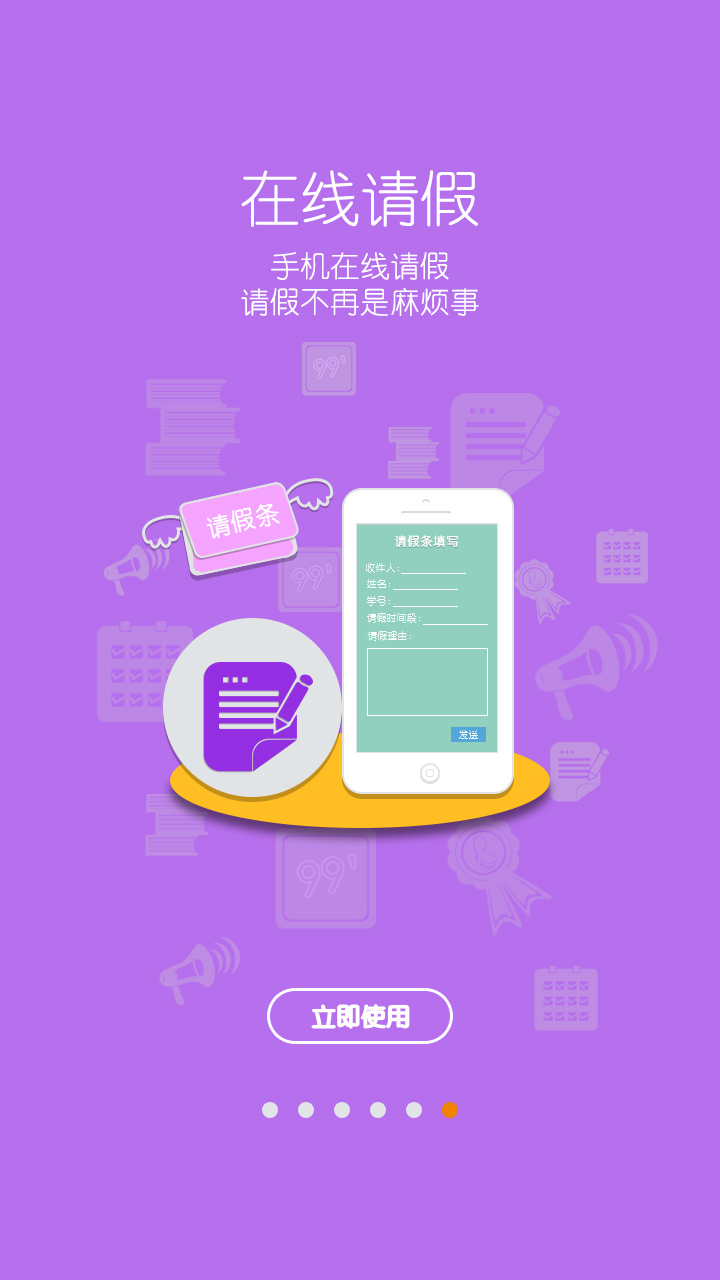 在线请假
手机在线请假
请假不再是麻烦事
99'
请假条
99'
请假条填写
收件人:
姓名:
学号:
请假时间段:
请假理由:
发送
99'
立即使用